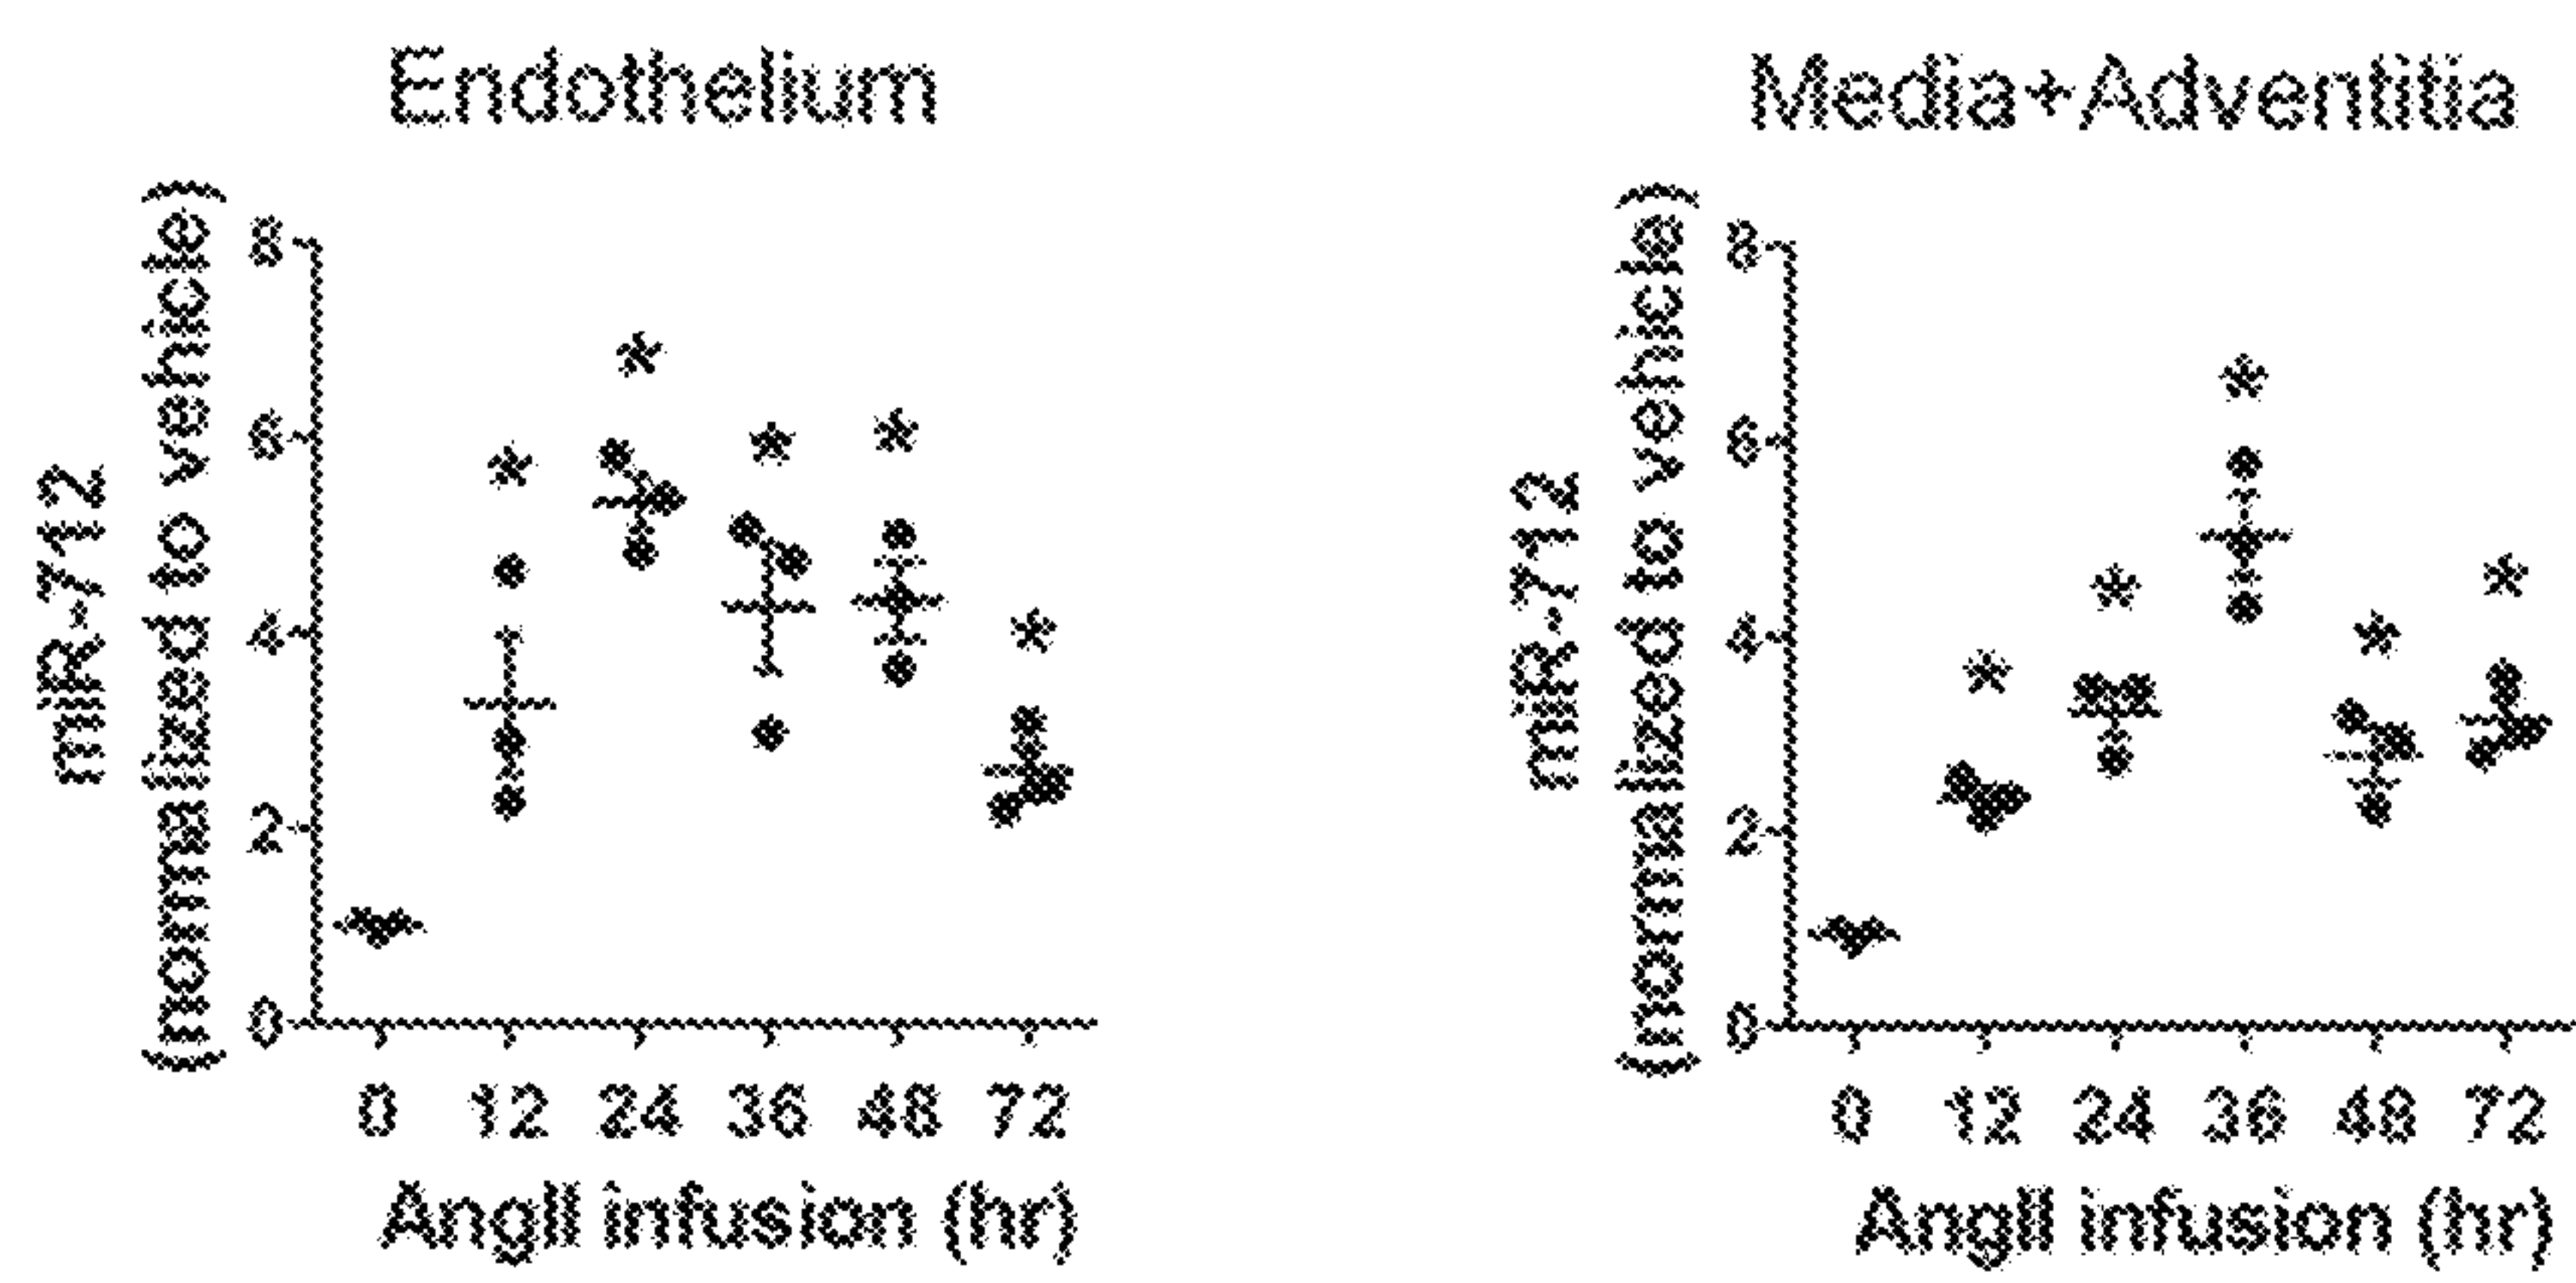 Endothelium
miR-712
(normalized to vehicle)
8
6
4
2
0
0 12 24 36 48 72
AngII infusion (hr)
Media+Adventitia
miR-712
(normalized to vehicle)
8
6
4
2
0
0 12 24 36 48 72
AngII infusion (hr)